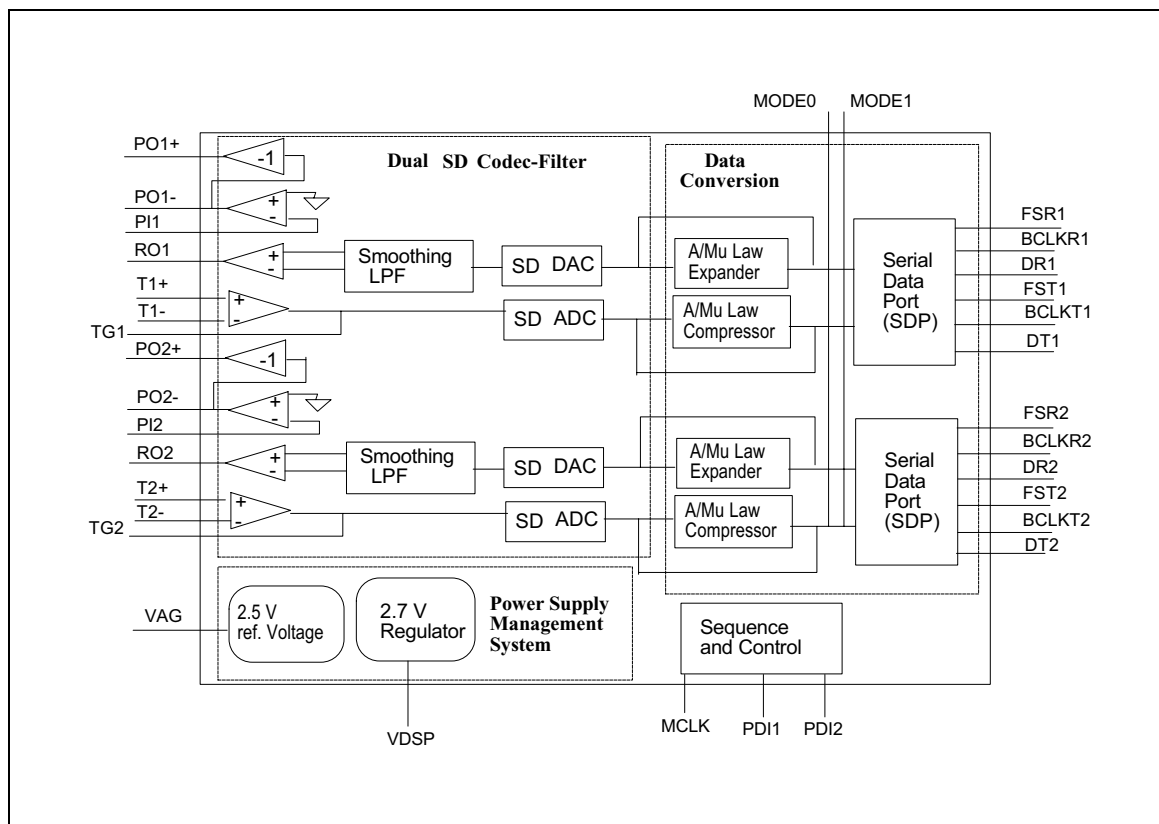 MODE0 MODE1
PO1+
-1
Dual SD Codec-Filter
Data
Conversion
PO1-
+
-
PI1
RO1
+
-
Smoothing
LPF
SD DAC
A/Mu Law
Expander
Serial
Data
Port
(SDP)
FSR1
BCLKR1
DR1
FST1
BCLKT1
DT1
T1+
+
T1-
-
TG1
SD ADC
A/Mu Law
Compressor
PO2+
-1
PO2-
+
-
PI2
RO2
+
-
Smoothing
LPF
SD DAC
A/Mu Law
Expander
Serial
Data
Port
(SDP)
FSR2
BCLKR2
DR2
FST2
BCLKT2
DT2
T2+
+
T2-
-
TG2
SD ADC
A/Mu Law
Compressor
VAG
2.5 V
ref. Voltage
2.7 V
Regulator
Power Supply
Management
System
Sequence
and Control
VDSP
MCLK
PDI1
PDI2